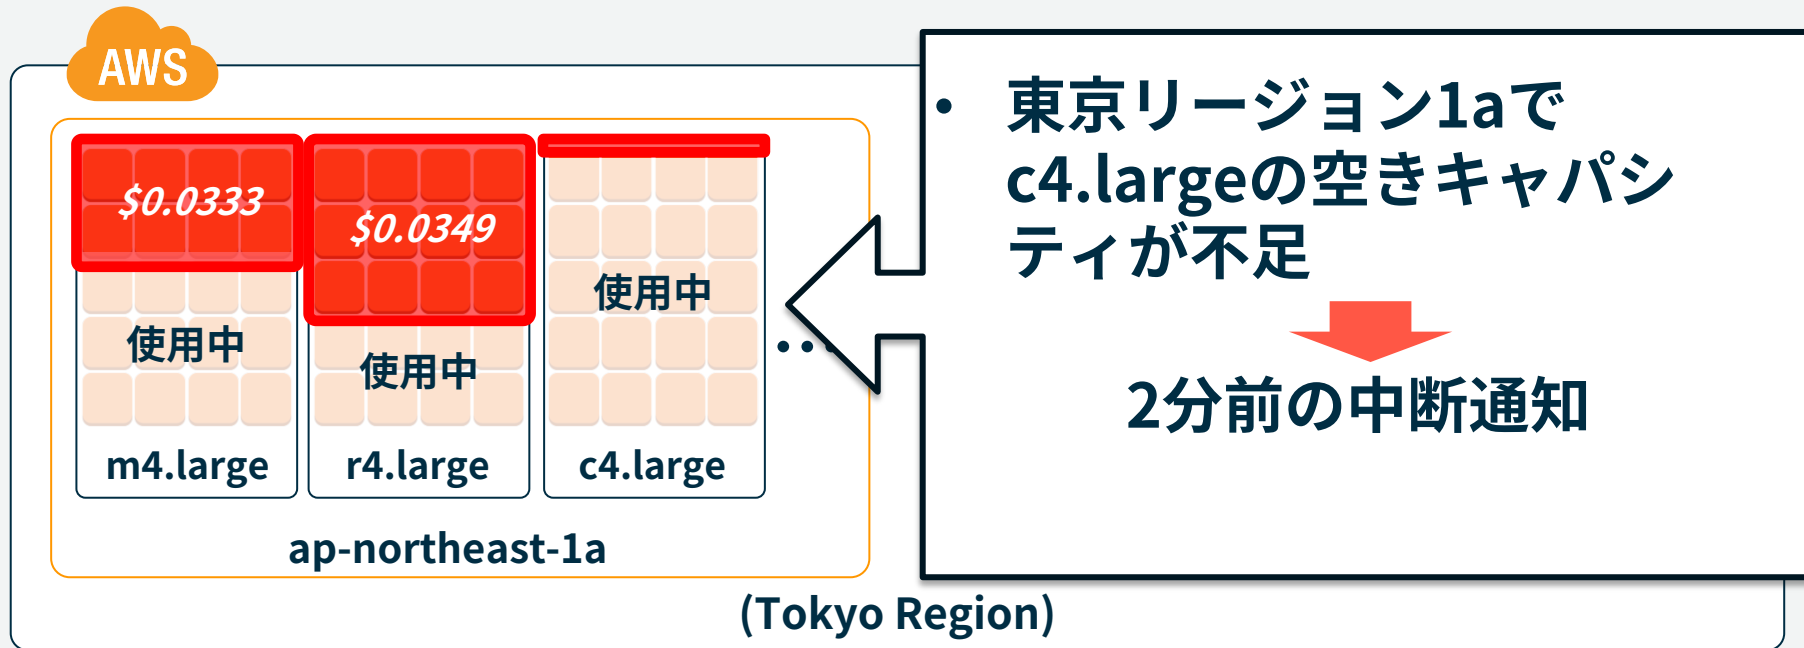 AWS
$0.0333
$0.0349
使用中
使用中
使用中
m4.large
r4.large
c4.large
ap-northeast-1a
(Tokyo Region)
• 東京リージョン1aで
c4.largeの空きキャパシ
ティが不足
2分前の中断通知